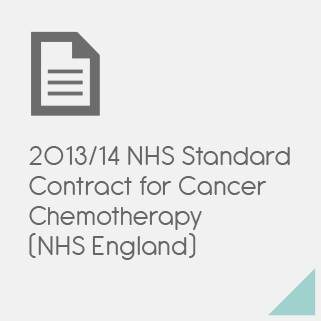 2013/14 NHS Standard
Contract for Cancer
Chemotherapy
(NHS England)